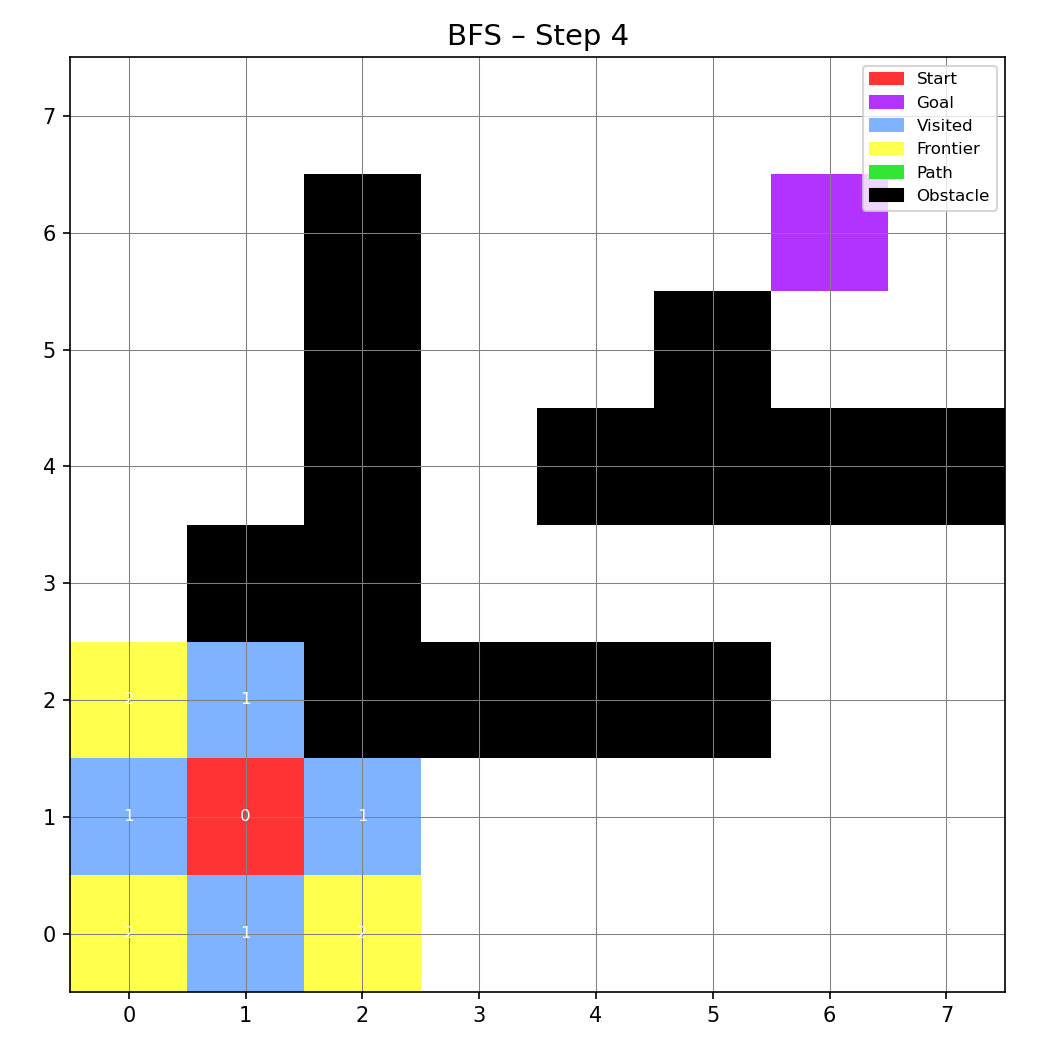 BFS – Step 4
Start
Goal
Visited
Frontier
Path
Obstacle
7
6
5
4
3
2
1
0
2 1
1 0 1
2 1 2
0 1 2 3 4 5 6 7